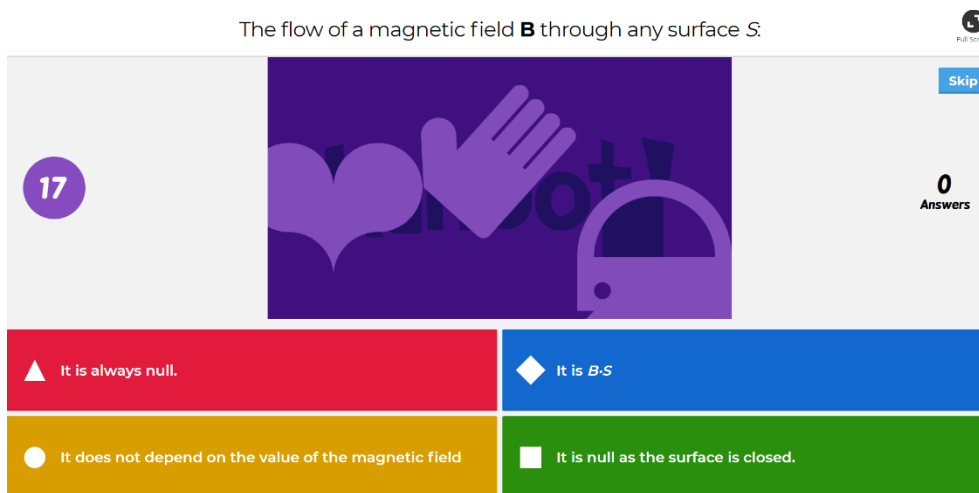 The flow of a magnetic field B through any surface S:
Full Scr
Skip
17
0
Answers
It is always null.
It is B·S
It does not depend on the value of the magnetic field
It is null as the surface is closed.